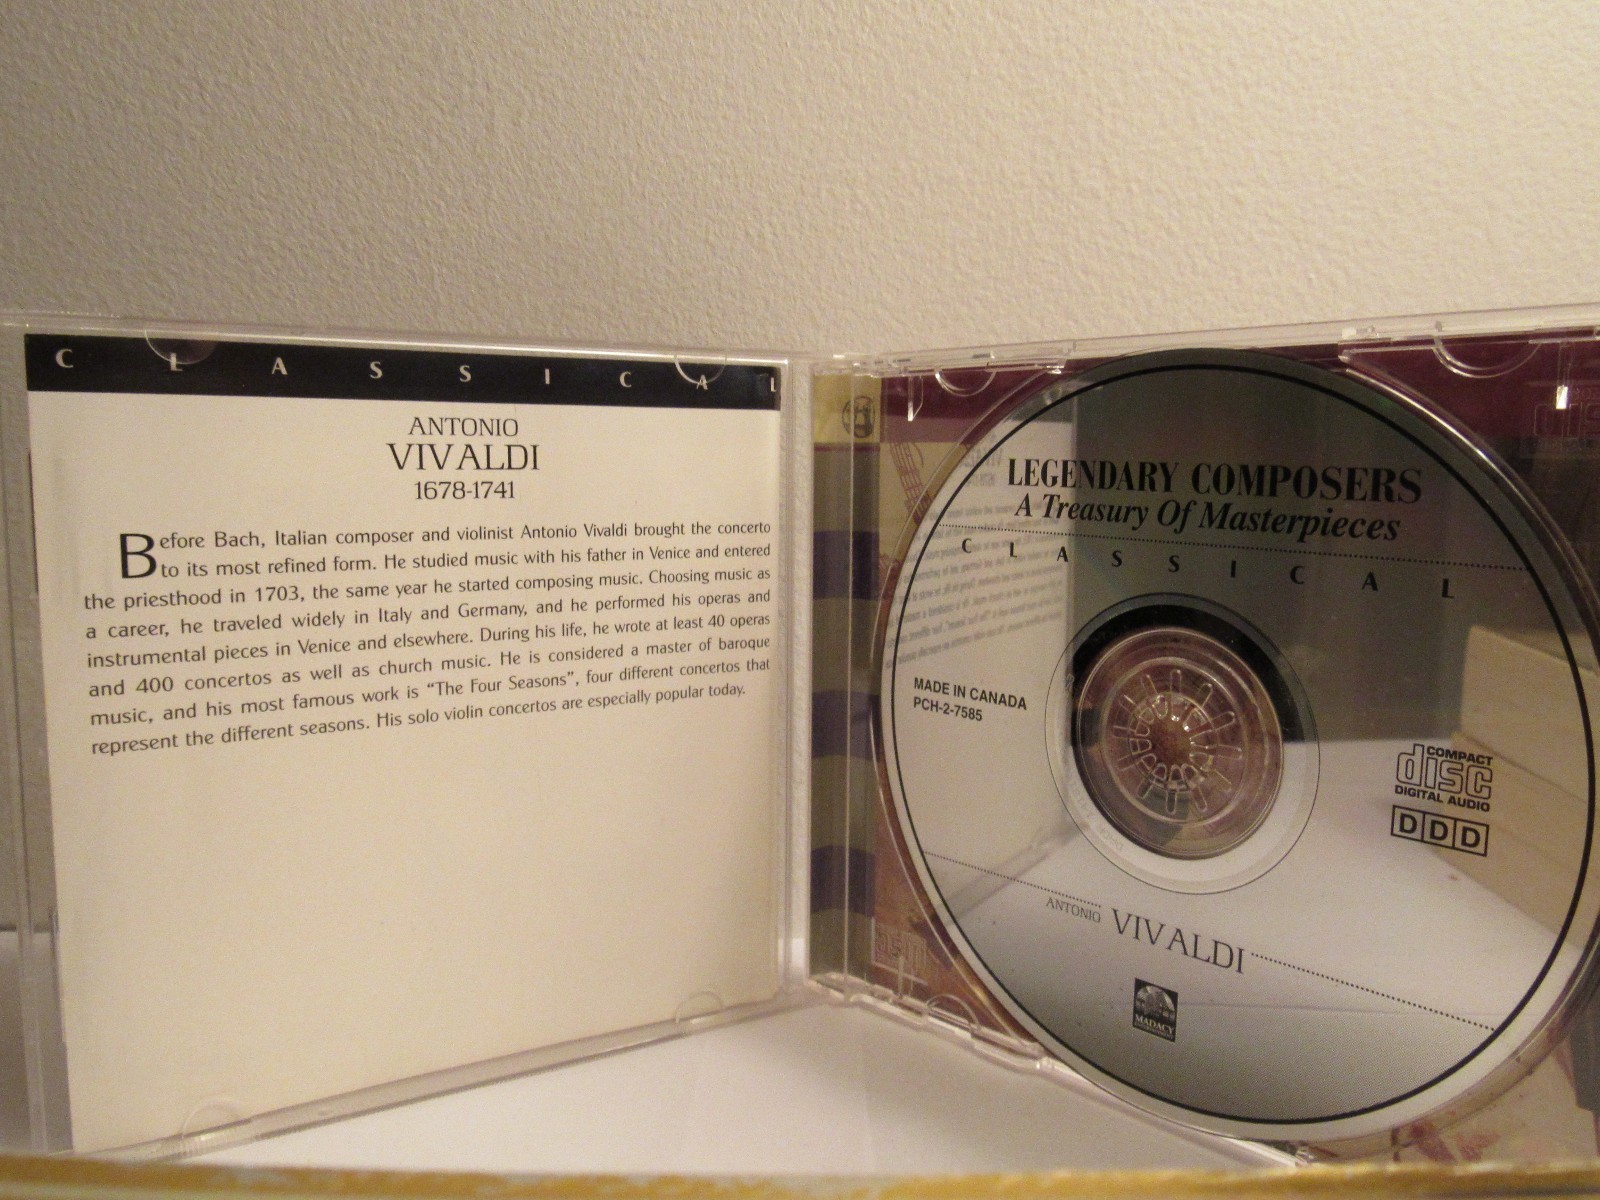 CLASSICAL
ANTONIO
VIVALDI
1678-1741
Before Bach, Italian composer and violinist Antonio Vivaldi brought the concerto
to its most refined form. He studied music with his father in Venice and entered
the priesthood in 1703, the same year he started composing music. Choosing music as
a career, he traveled widely in Italy and Germany, and he performed his operas and
instrumental pieces in Venice and elsewhere. During his life, he wrote at least 40 operas
and 400 concertos as well as church music. He is considered a master of baroque
music, and his most famous work is “The Four Seasons”, four different concertos that
represent the different seasons. His solo violin concertos are especially popular today.
LEGENDARY COMPOSERS
A Treasury Of Masterpieces
CLASSICAL
MADE IN CANADA
PCH-2-7585
COMPACT
disc
DIGITAL AUDIO
DDD
ANTONIO VIVALDI
MADACY